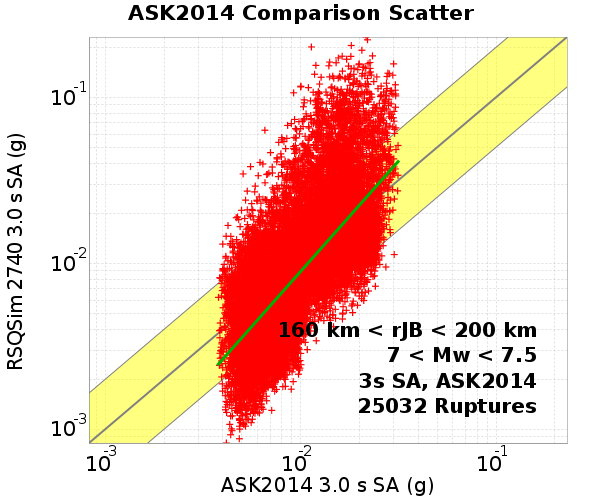 ASK2014 Comparison Scatter
RSQSim 2740 3.0 s SA (g)
10-1
10-2
10-3
160 km < rJB < 200 km
7 < Mw < 7.5
3s SA, ASK2014
25032 Ruptures
10-3 10-2 10-1
ASK2014 3.0 s SA (g)